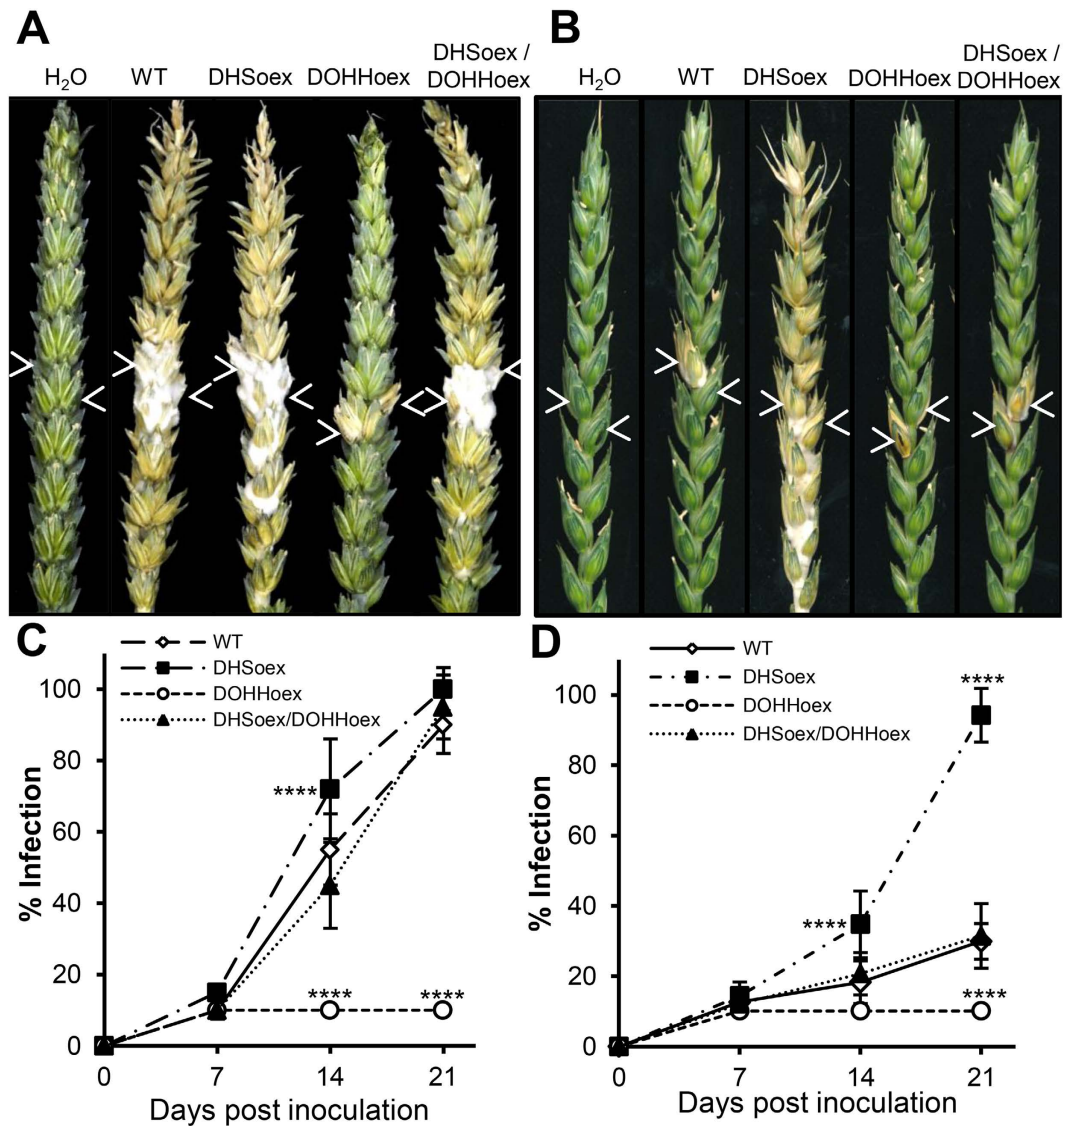 A
H₂O WT DHSoex DOHHoex DHSoex /
DOHHoex
B
H₂O WT DHSoex DOHHoex DHSoex /
DOHHoex
C
WT
DHSoex
DOHHoex
DHSoex/DOHHoex
% Infection
100
80
60
40
20
0
****
**** ****
0 7 14 21
Days post inoculation
D
WT
DHSoex
DOHHoex
DHSoex/DOHHoex
% Infection
100
80
60
40
20
0
****
****
****
0 7 14 21
Days post inoculation